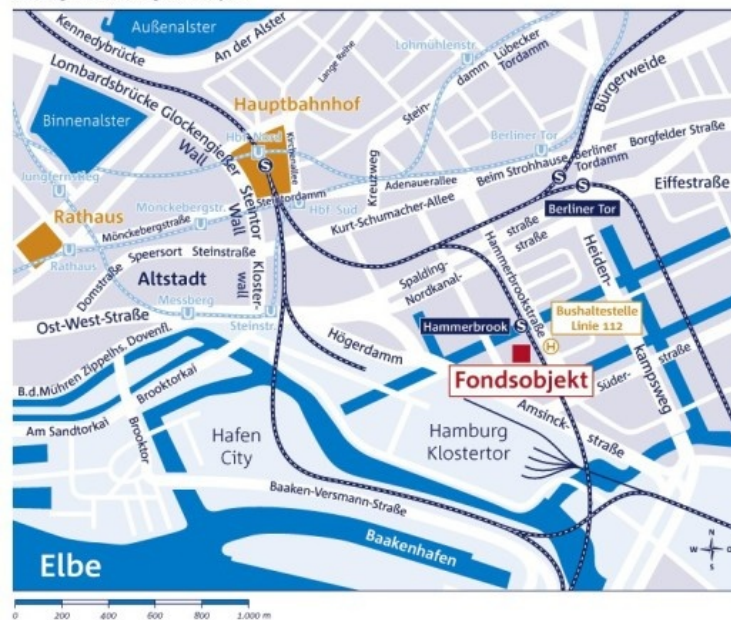 Kennedybrücke
Außenalster
An der Alster
Lange Reihe
Lohmühlenstr.
U
Lübecker
Tordamm
Stein-
damm
Bürgerweide
Lombardsbrücke
Glockengießer
Wall
Hauptbahnhof
Binnenalster
Hbf. Nord
U
S
Kirchenallee
Berliner Tor
U
Borgfelder Straße
Jungfernstieg
U
Kreuzweg
Adenauerallee
Beim Strohhause
Berliner
Tordamm
S
S
Eiffestraße
Steintordamm
Steintor
Wall
U
Hbf. Süd
Kurt-Schumacher-Allee
Berliner Tor
Rathaus
Mönckebergstr.
U
Mönckebergstraße
U
Rathaus
Speersort
Steinstraße
Domstraße
Altstadt
Kloster-
wall
Messberg
U
Steinstr.
U
Ost-West-Straße
Spalding-
straße
Nordkanal-
straße
Hammerbrookstraße
Heiden-
kampsweg
Bushaltestelle
Linie 112
H
Hammerbrook
S
Högerdamm
Fondsobjekt
Süder-
straße
Amsinck-
straße
B.d.Mühren
Zippelhs.
Dovenfl.
Brooktorkai
Am Sandtorkai
Brooktor
Hafen
City
Hamburg
Klostertor
Baaken-Versmann-Straße
Baakenhafen
Elbe
N
W
O
S
0 200 400 600 800 1.000 m